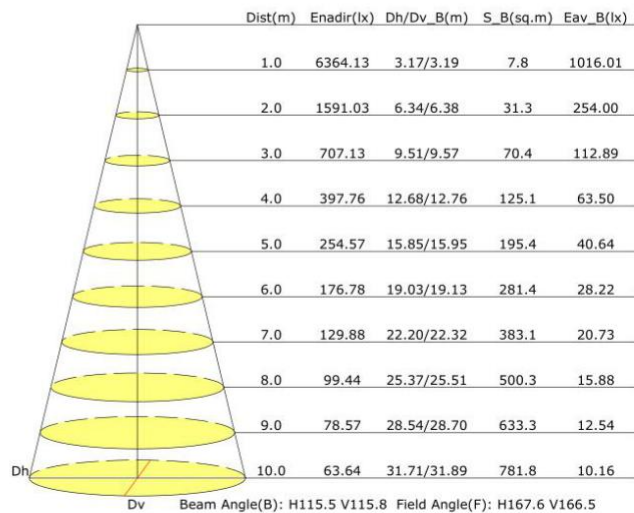 Dist(m) Enadir(lx) Dh/Dv_B(m) S_B(sq.m) Eav_B(lx)
1.0 6364.13 3.17/3.19 7.8 1016.01
2.0 1591.03 6.34/6.38 31.3 254.00
3.0 707.13 9.51/9.57 70.4 112.89
4.0 397.76 12.68/12.76 125.1 63.50
5.0 254.57 15.85/15.95 195.4 40.64
6.0 176.78 19.03/19.13 281.4 28.22
7.0 129.88 22.20/22.32 383.1 20.73
8.0 99.44 25.37/25.51 500.3 15.88
9.0 78.57 28.54/28.70 633.3 12.54
Dh 10.0 63.64 31.71/31.89 781.8 10.16
Dv Beam Angle(B): H115.5 V115.8 Field Angle(F): H167.6 V166.5